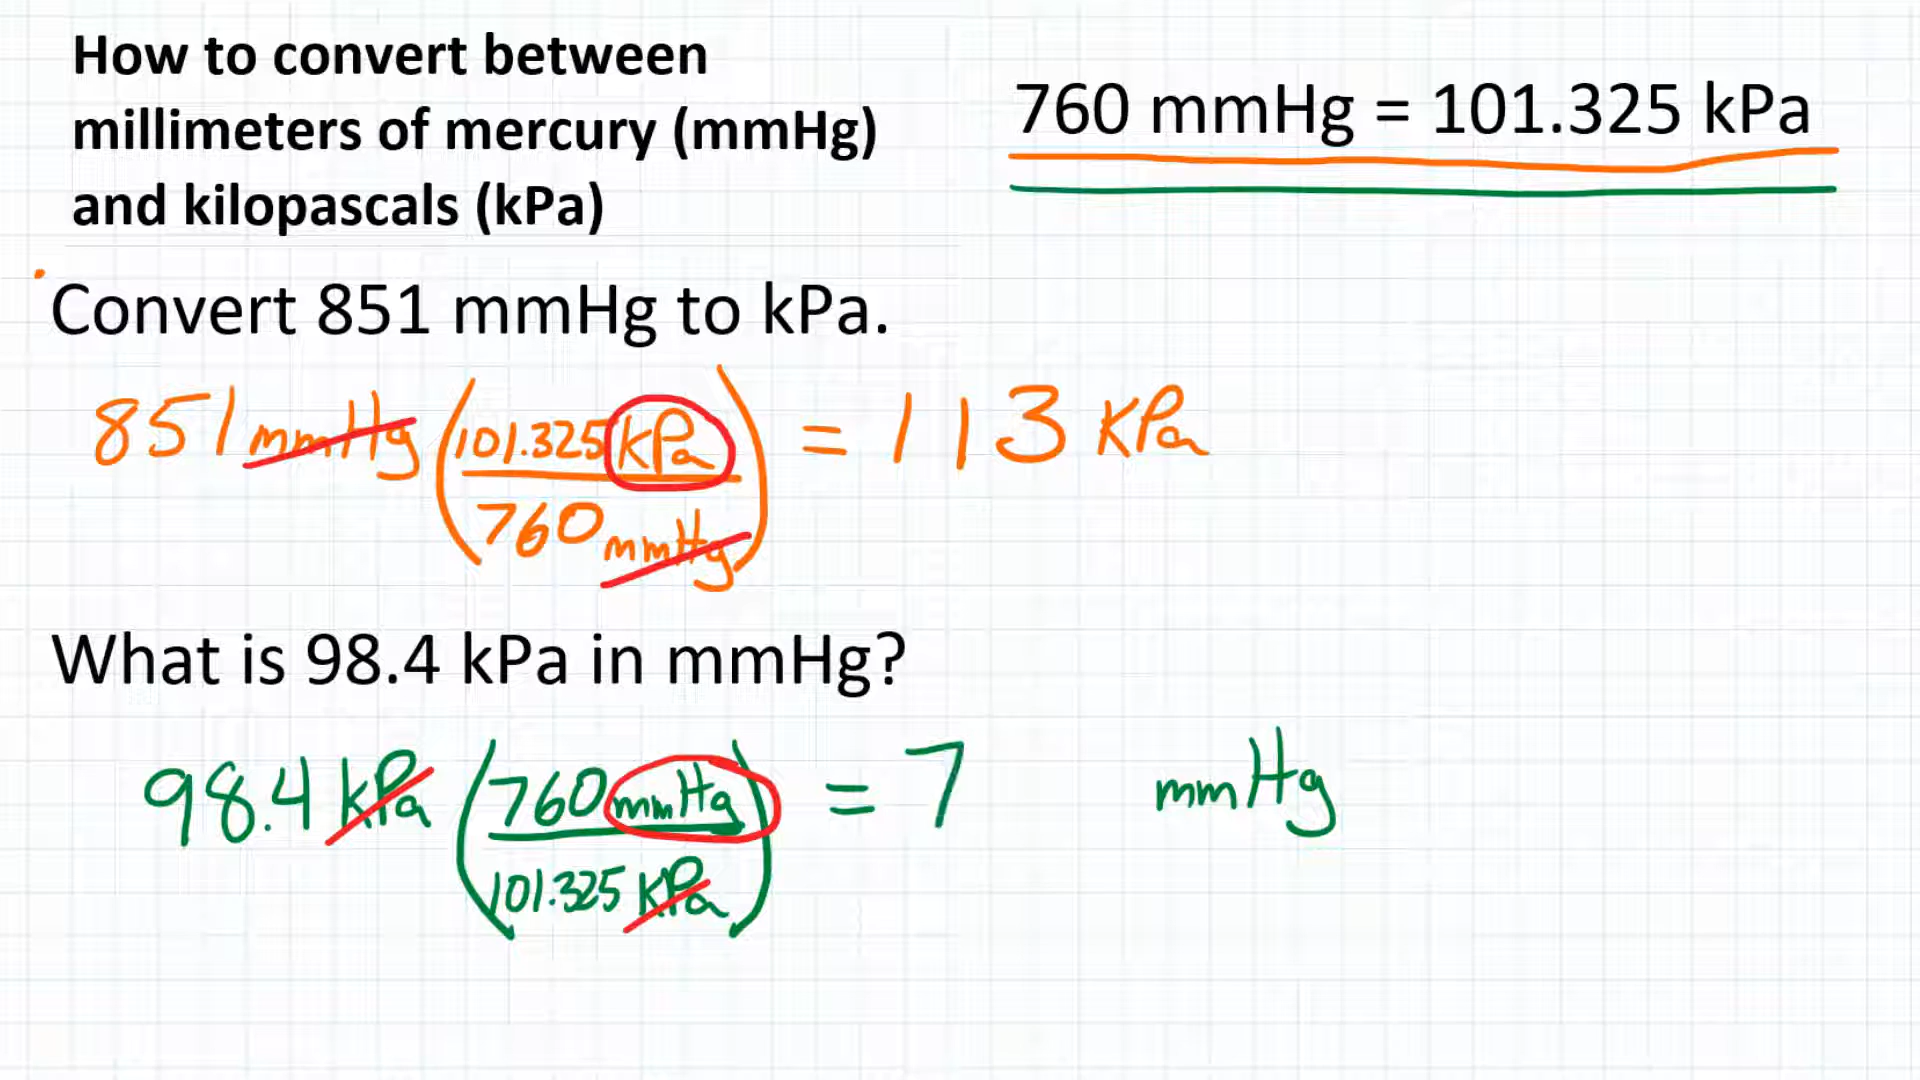 How to convert between
millimeters of mercury (mmHg)
and kilopascals (kPa)
760 mmHg = 101.325 kPa
Convert 851 mmHg to kPa.
851 mmHg (101.325 kPa / 760 mmHg) = 113 kPa
What is 98.4 kPa in mmHg?
98.4 kPa (760 mmHg / 101.325 kPa) = 7 mmHg